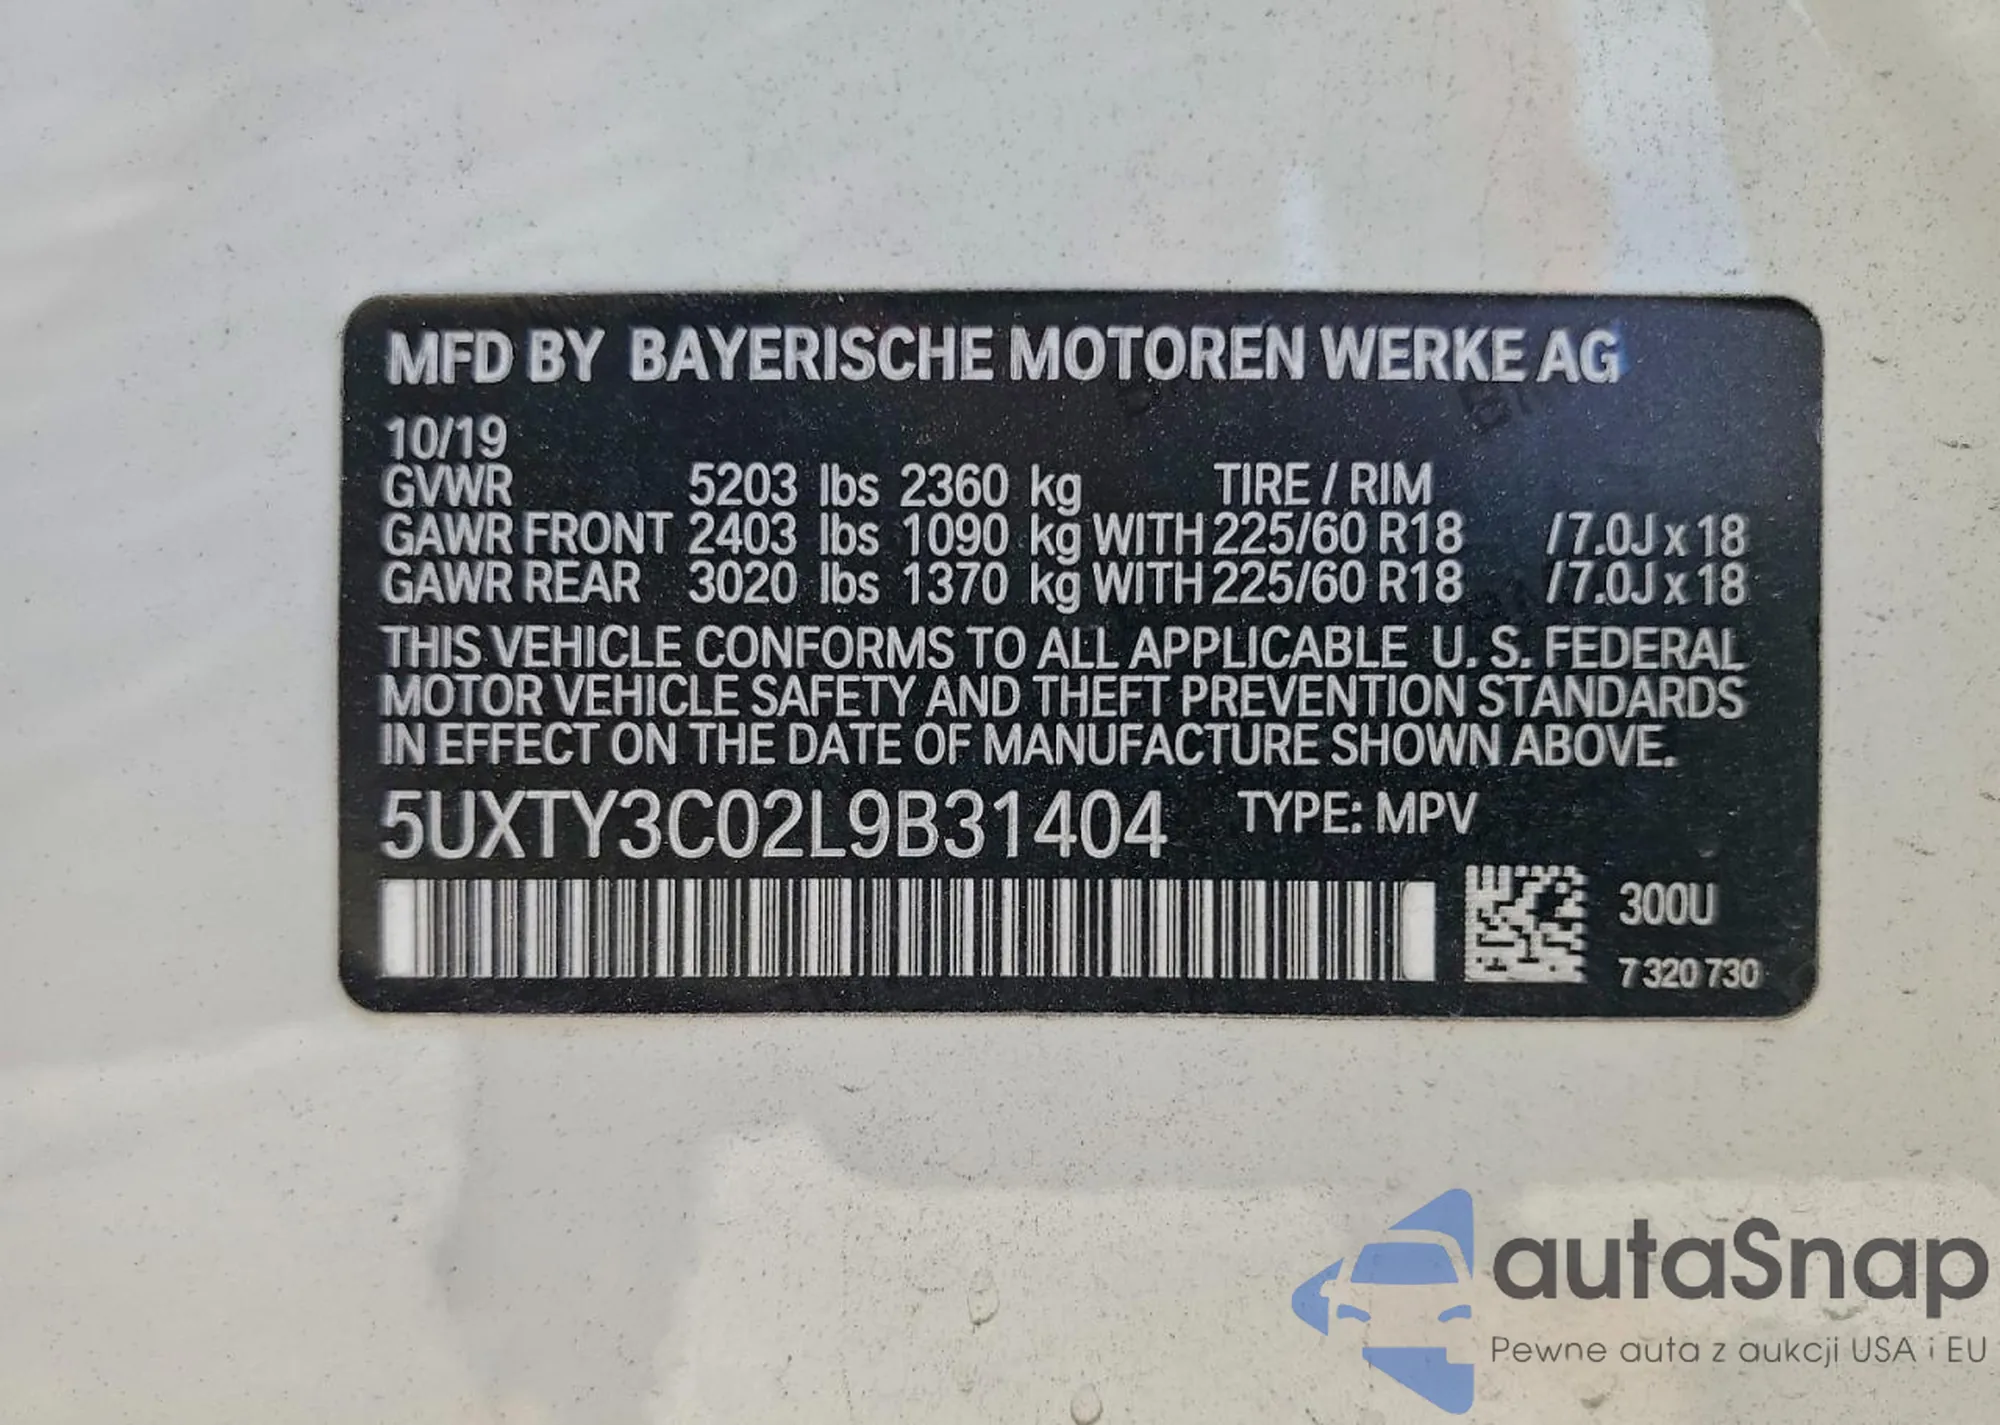 MFD BY BAYERISCHE MOTOREN WERKE AG
10/19
GVWR 5203 lbs 2360 kg TIRE / RIM
GAWR FRONT 2403 lbs 1090 kg WITH 225/60 R18 / 7.0J x 18
GAWR REAR 3020 lbs 1370 kg WITH 225/60 R18 / 7.0J x 18
THIS VEHICLE CONFORMS TO ALL APPLICABLE U. S. FEDERAL
MOTOR VEHICLE SAFETY AND THEFT PREVENTION STANDARDS
IN EFFECT ON THE DATE OF MANUFACTURE SHOWN ABOVE.
5UXTY3C02L9B31404 TYPE: MPV
300U
7 320 730
autaSnap
Pewne auta z aukcji USA i EU